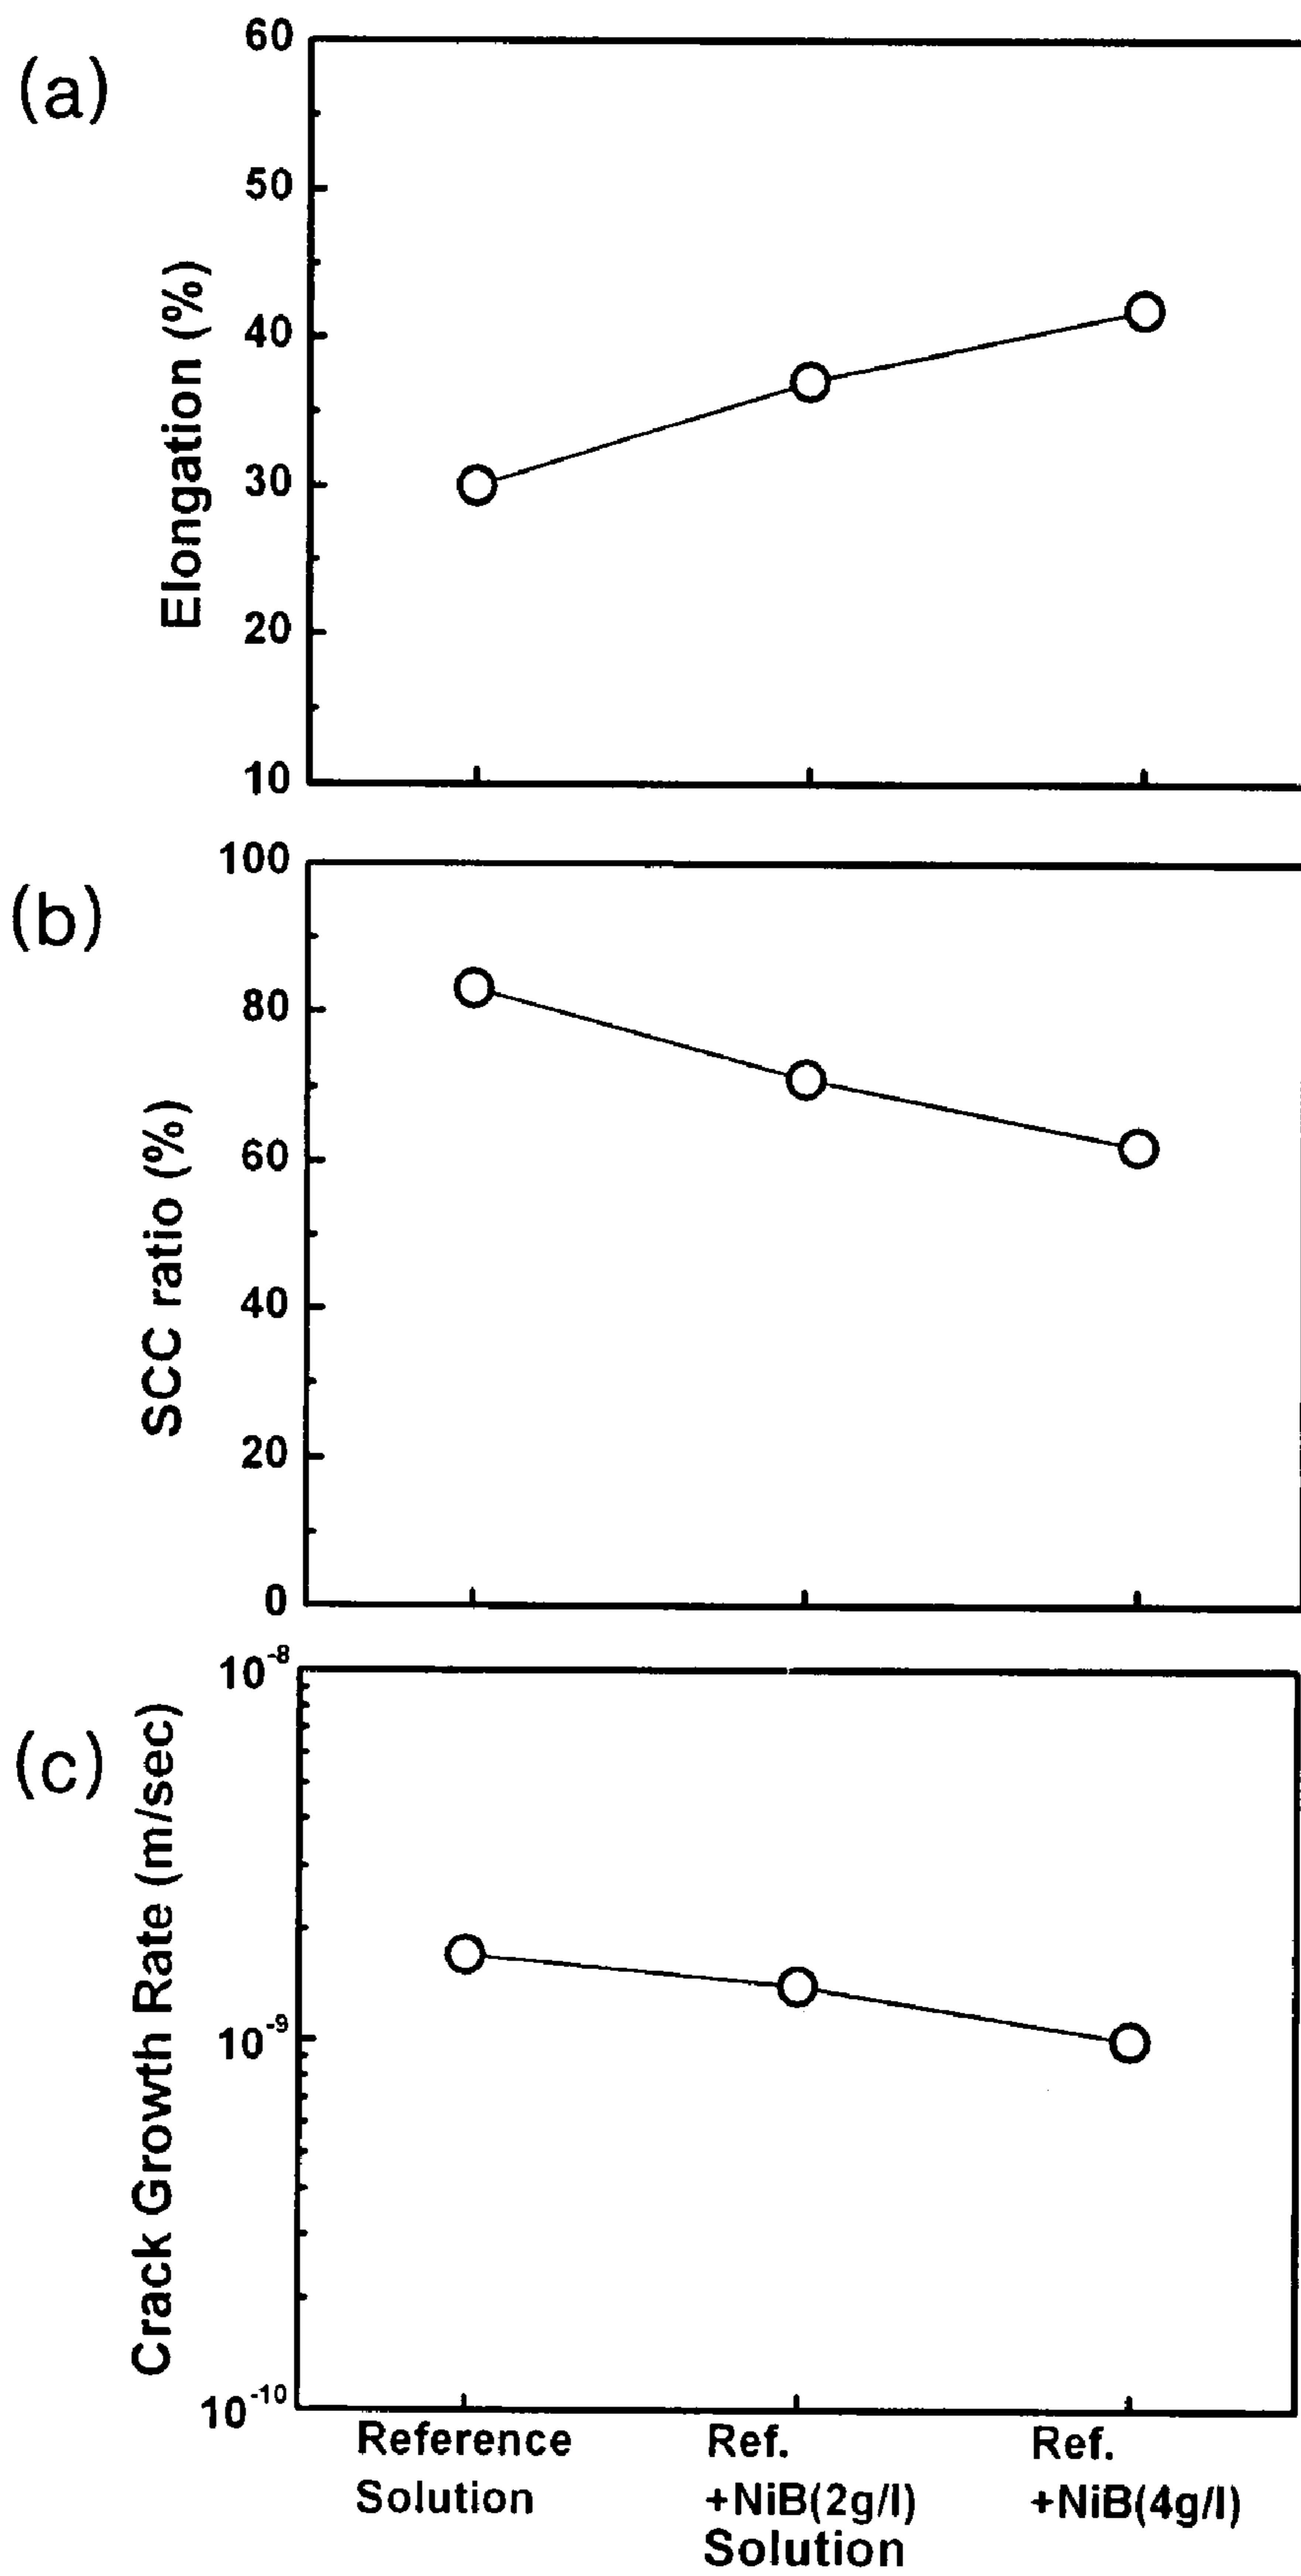 (a)
Elongation (%)
60
50
40
30
20
10
(b)
SCC ratio (%)
100
80
60
40
20
0
(c)
Crack Growth Rate (m/sec)
10⁻⁸
10⁻⁹
10⁻¹⁰
Reference Solution
Ref. +NiB(2g/l)
Ref. +NiB(4g/l)
Solution